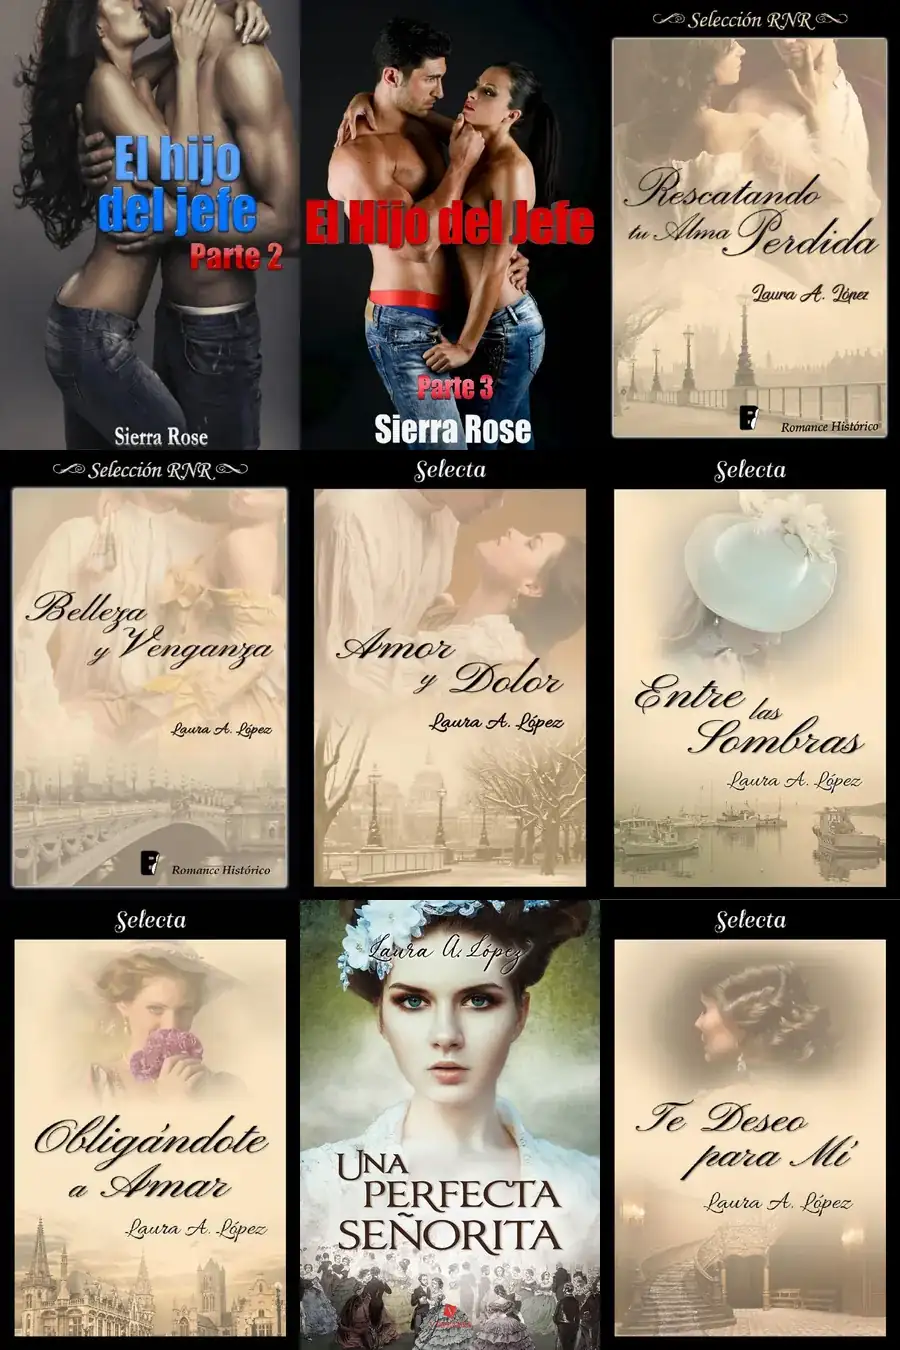 El hijo
del jefe
Parte 2
Sierra Rose
El Hijo del Jefe
Parte 3
Sierra Rose
Selección RNR
Rescatando
tu Alma Perdida
Laura A. López
Romance Histórico
Selección RNR
Belleza
y Venganza
Laura A. López
Romance Histórico
Selecta
Amor
y Dolor
Laura A. López
Selecta
Entre las
Sombras
Laura A. López
Selecta
Obligándote
a Amar
Laura A. López
Laura A. López
UNA
PERFECTA
SEÑORITA
Selecta
Te Deseo
para Mí
Laura A. López